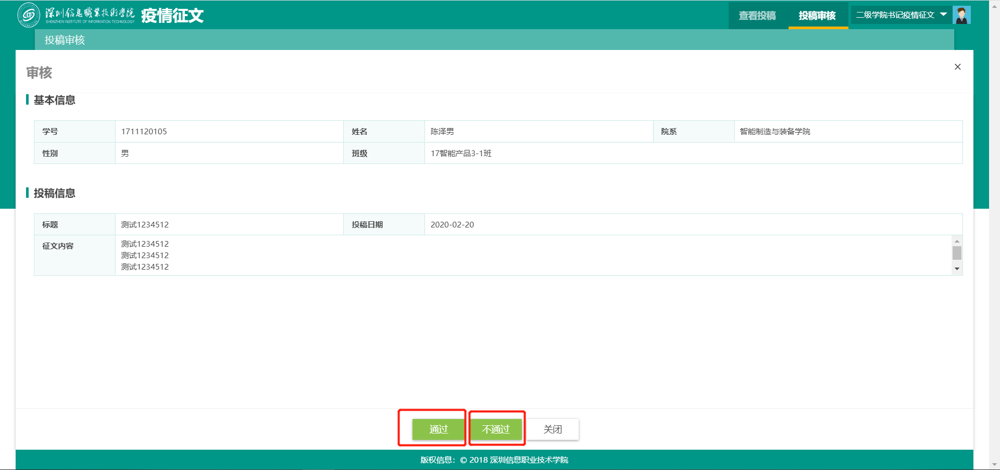 深圳信息職業技術學院
SHENZHEN INSTITUTE OF INFORMATION TECHNOLOGY
疫情征文
查看投稿
投稿审核
二级学院书记疫情征文
投稿审核
审核
基本信息
学号 1711120105 姓名 陈泽男 院系 智能制造与装备学院
性别 男 班级 17智能产品3-1班
投稿信息
标题 测试1234512 投稿日期 2020-02-20
征文内容 测试1234512
测试1234512
测试1234512
通过 不通过 关闭
版权信息：© 2018 深圳信息职业技术学院